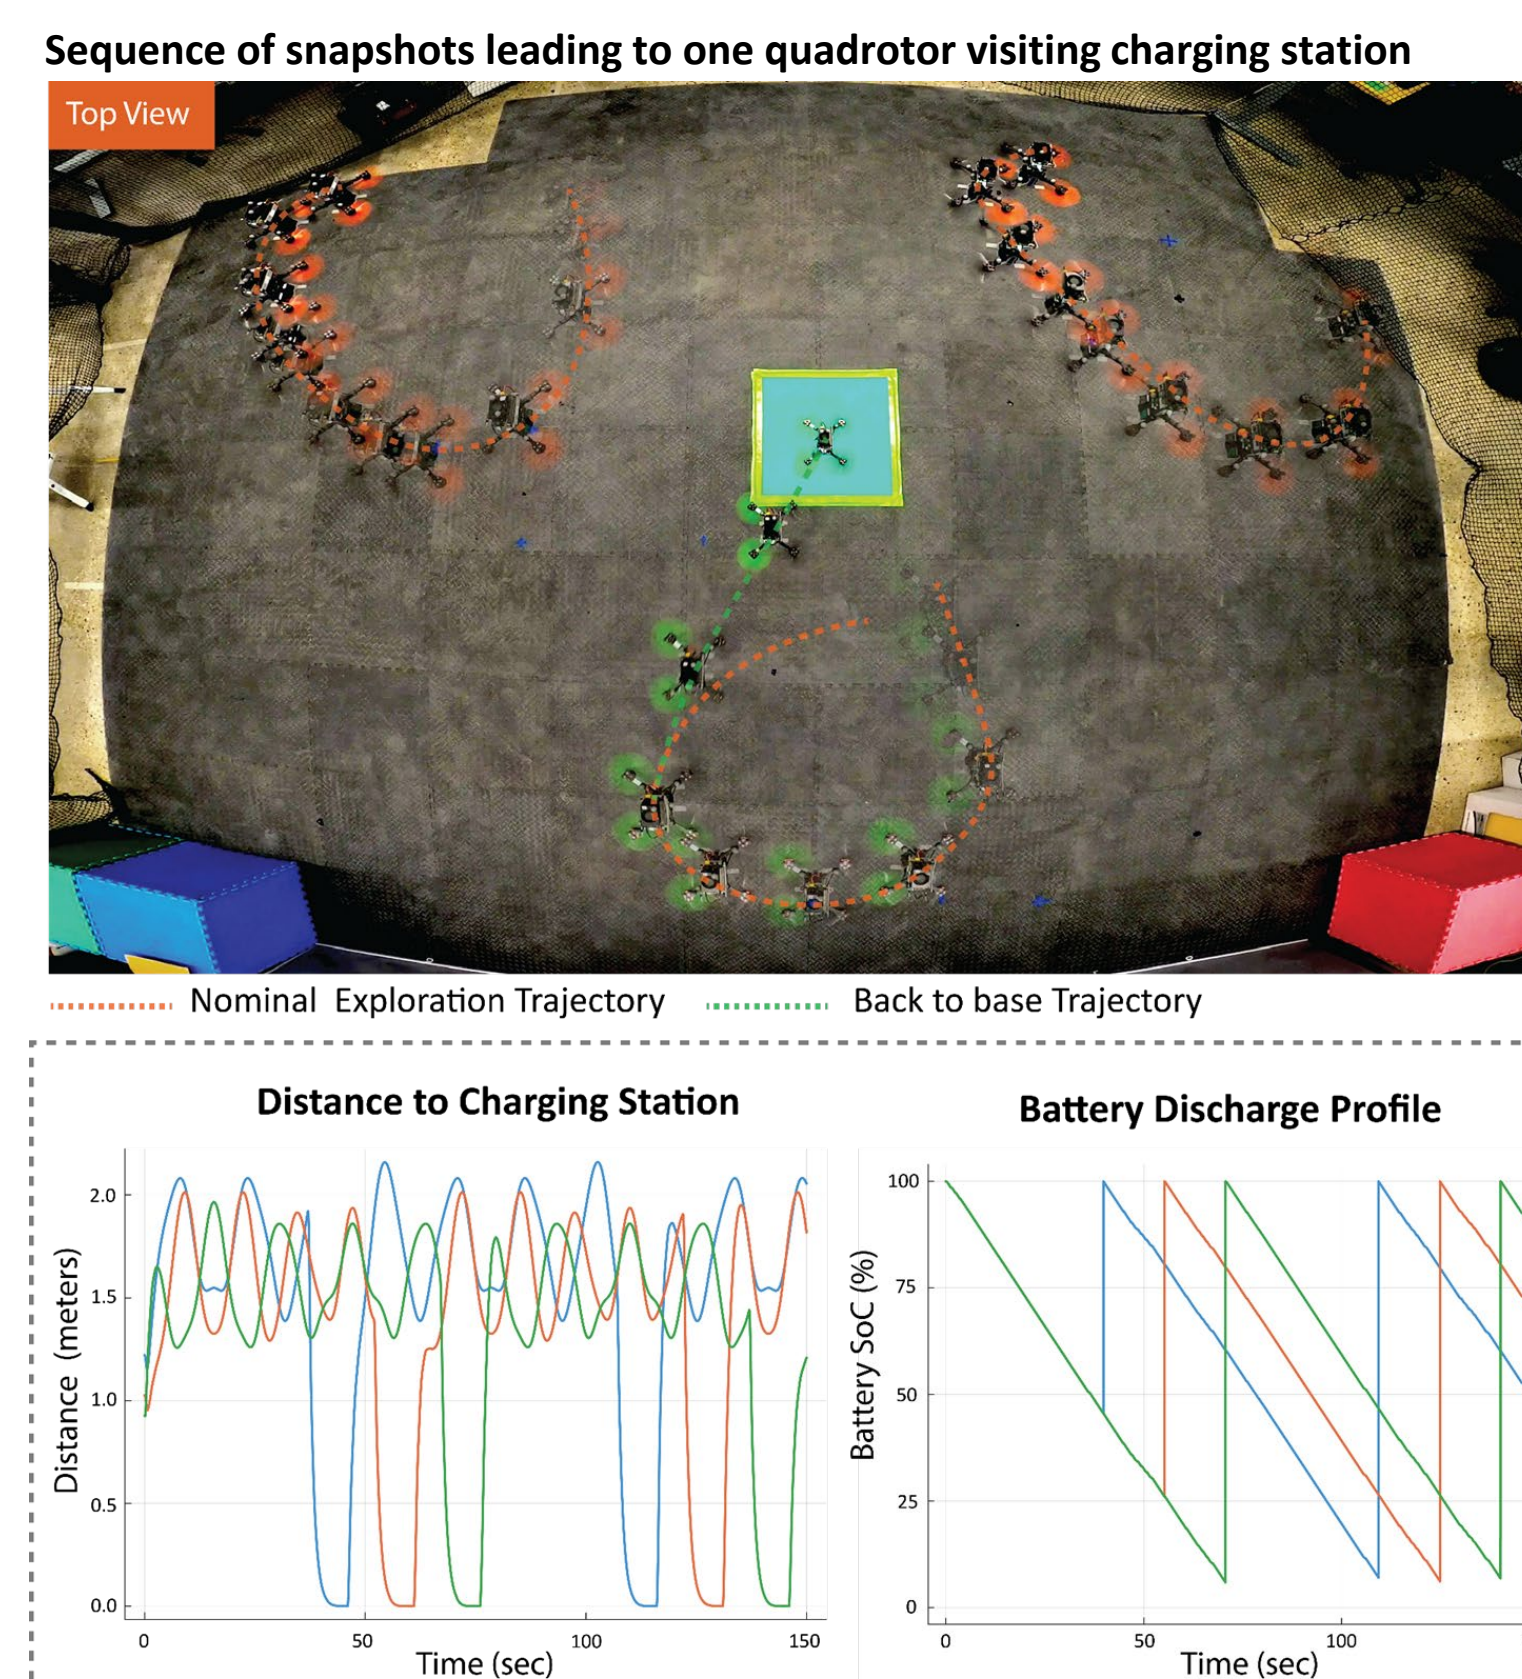 Sequence of snapshots leading to one quadrotor visiting charging station
Top View
Nominal Exploration Trajectory
Back to base Trajectory
Distance to Charging Station
Distance (meters)
2.0
1.5
1.0
0.5
0.0
0
50
100
150
Time (sec)
Battery Discharge Profile
Battery SoC (%)
100
75
50
25
0
0
50
100
Time (sec)